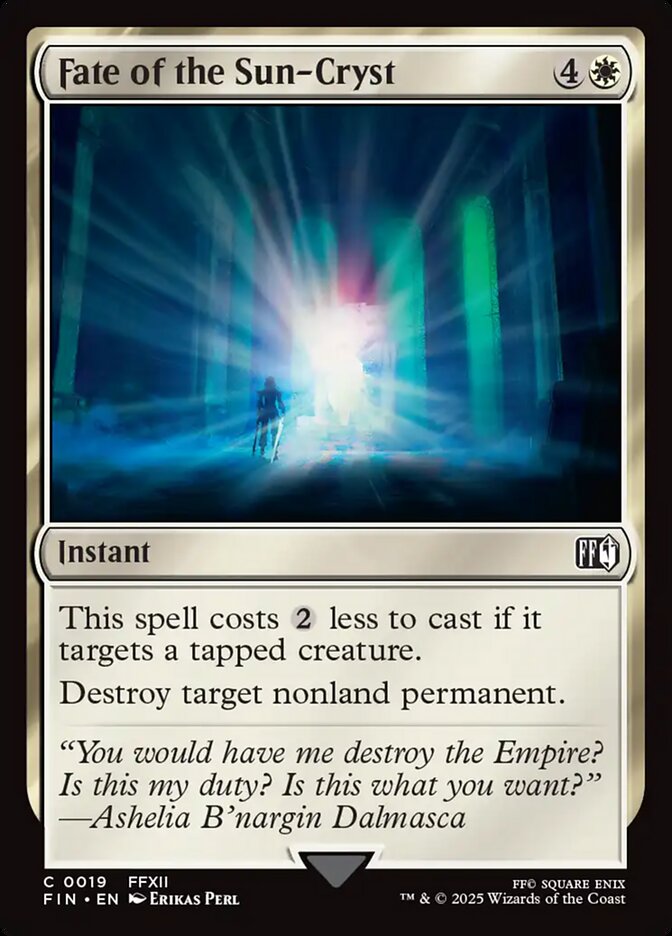 Fate of the Sun-Cryst 4
Instant FF
This spell costs 2 less to cast if it
targets a tapped creature.
Destroy target nonland permanent.
“You would have me destroy the Empire?
Is this my duty? Is this what you want?”
—Ashelia B’nargin Dalmasca
C 0019 FFXII
FIN • EN Erikas Perl
FF© SQUARE ENIX
™ & © 2025 Wizards of the Coast